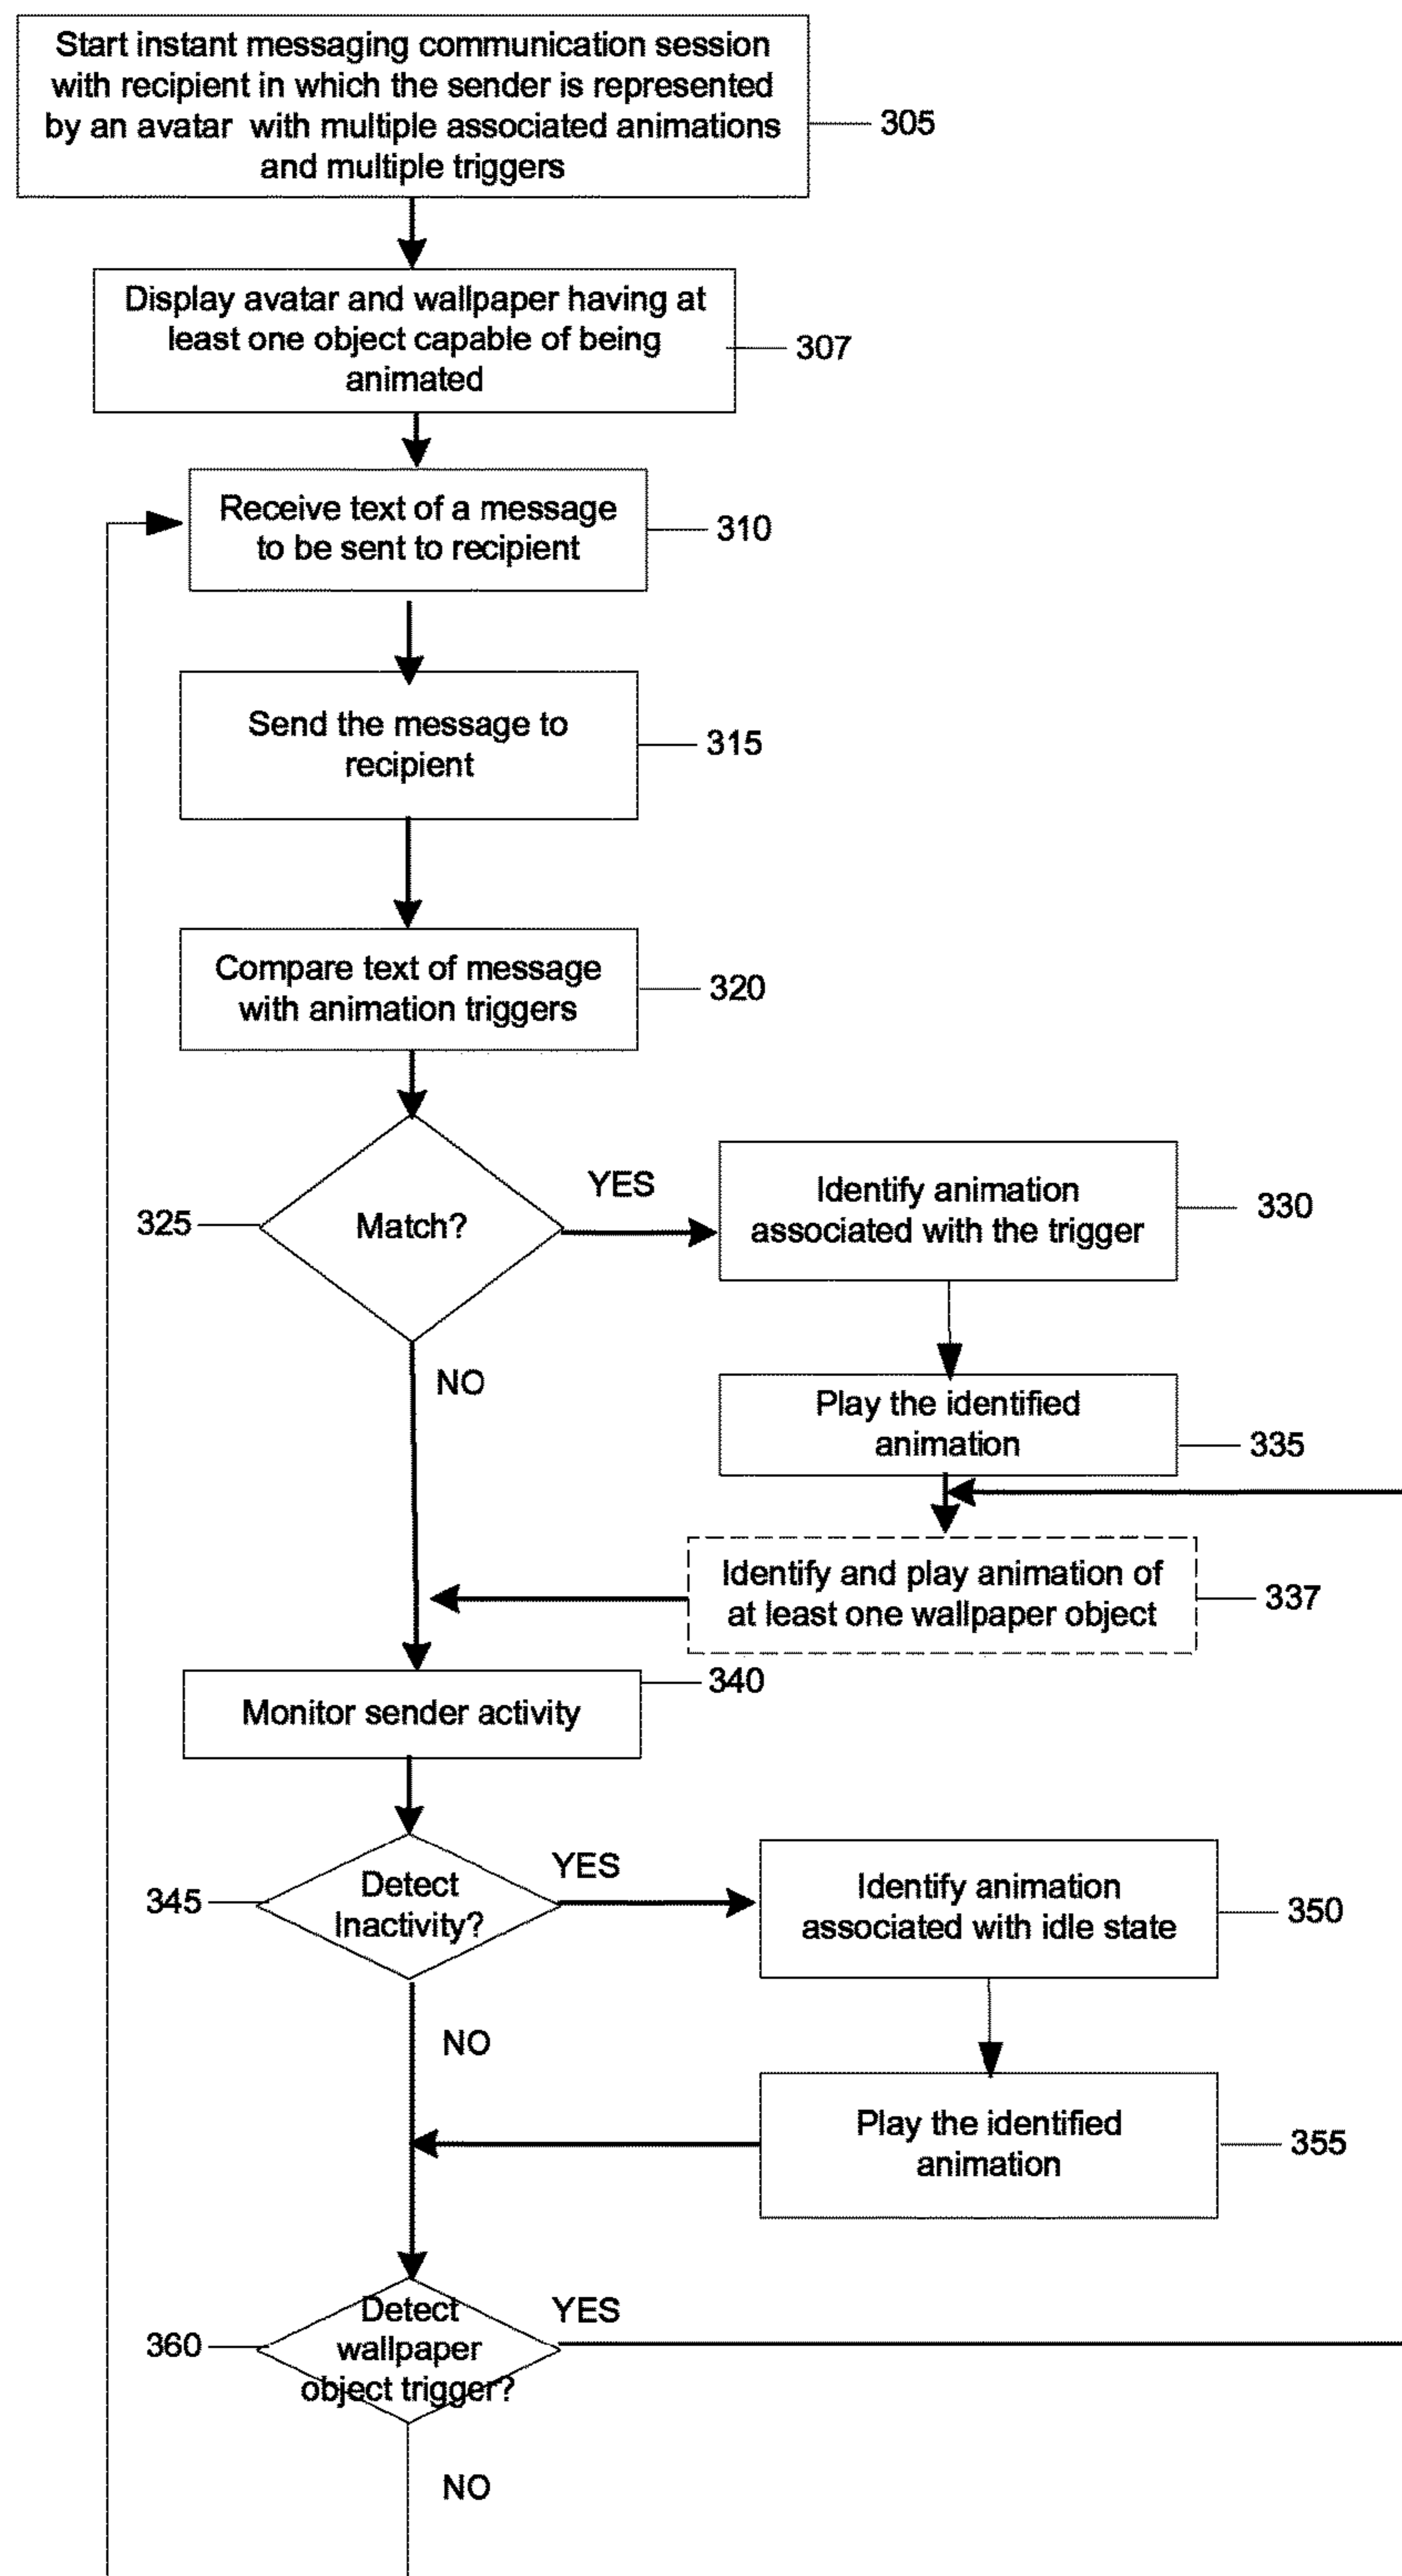 Start instant messaging communication session
with recipient in which the sender is represented
by an avatar with multiple associated animations
and multiple triggers
305
Display avatar and wallpaper having at
least one object capable of being
animated
307
Receive text of a message
to be sent to recipient
310
Send the message to
recipient
315
Compare text of message
with animation triggers
320
325
Match?
YES
NO
Identify animation
associated with the trigger
330
Play the identified
animation
335
Identify and play animation of
at least one wallpaper object
337
Monitor sender activity
340
345
Detect
Inactivity?
YES
NO
Identify animation
associated with idle state
350
Play the identified
animation
355
360
Detect
wallpaper
object trigger?
YES
NO